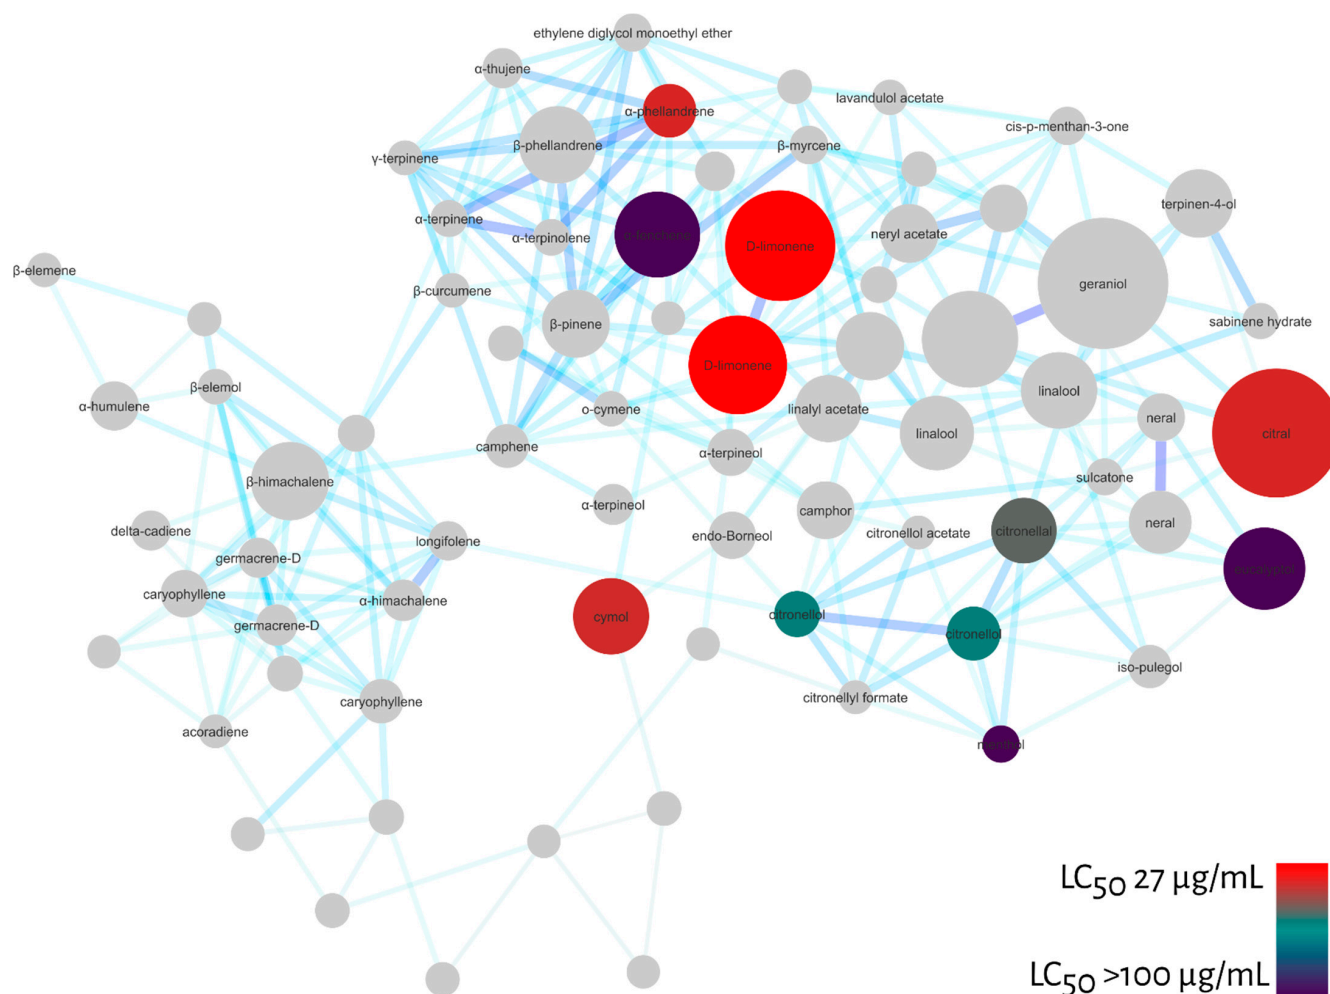 ethylene diglycol monoethyl ether
α-thujene
lavandulol acetate
α-phellandrene
cis-p-menthan-3-one
β-phellandrene
β-myrcene
γ-terpinene
terpinen-4-ol
α-terpinene
α-terpinolene
α-fenchene
D-limonene
neryl acetate
β-elemene
β-curcumene
geraniol
β-pinene
sabinene hydrate
D-limonene
β-elemol
linalool
α-humulene
o-cymene
linalyl acetate
neral
linalool
citral
camphene
α-terpineol
β-himachalene
sulcatone
α-terpineol
camphor
delta-cadiene
neral
citronellol acetate
citronellal
endo-Borneol
longifolene
germacrene-D
eucalyptol
caryophyllene
α-himachalene
cymol
citronellol
germacrene-D
citronellol
iso-pulegol
caryophyllene
citronellyl formate
acoradiene
menthol
LC50 27 µg/mL
LC50 >100 µg/mL